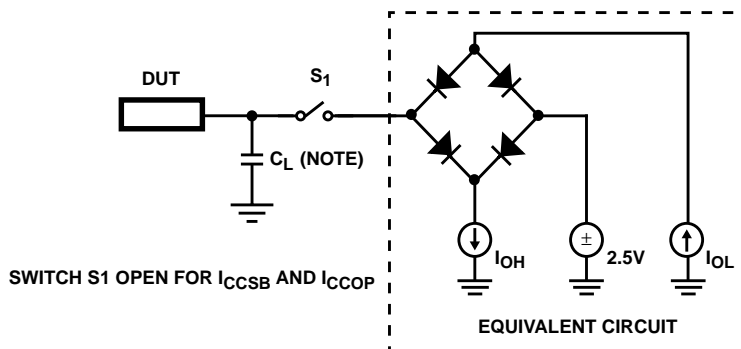 DUT
S1
CL (NOTE)
IOH
±
2.5V
IOL
SWITCH S1 OPEN FOR ICCSB AND ICCOP
EQUIVALENT CIRCUIT